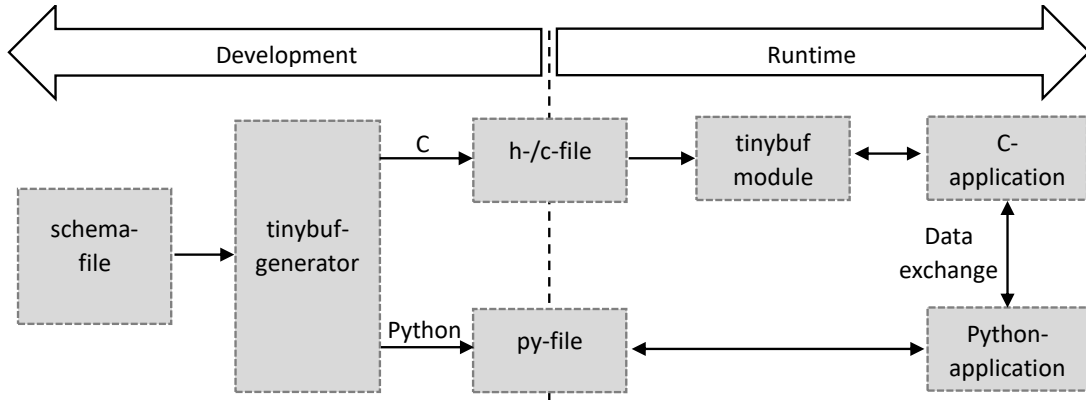 Development
Runtime
C
h-/c-file
tinybuf
module
C-
application
schema-
file
tinybuf-
generator
Data
exchange
Python
py-file
Python-
application